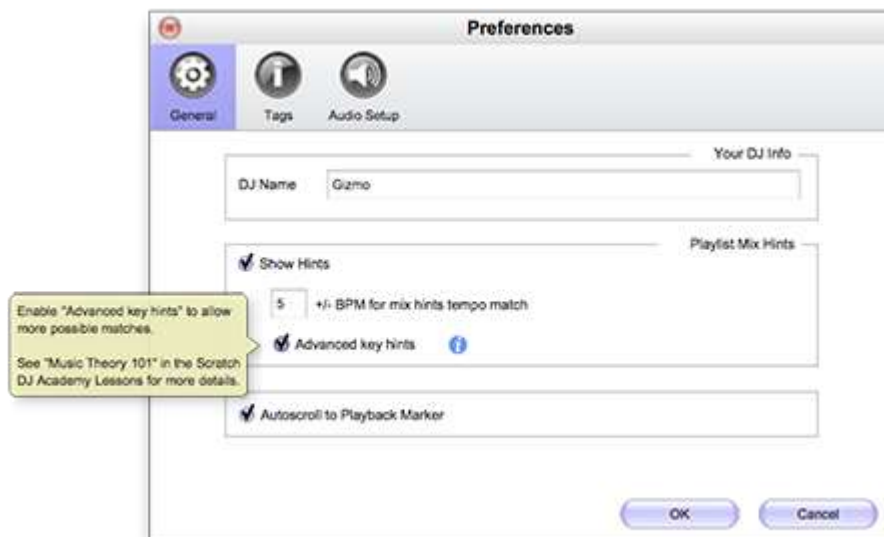 Preferences
General Tags Audio Setup
Your DJ Info
DJ Name Gizmo
Playlist Mix Hints
Show Hints
5 +/- BPM for mix hints tempo match
Enable "Advanced key hints" to allow
more possible matches.
See "Music Theory 101" in the Scratch
DJ Academy Lessons for more details.
Advanced key hints
Autoscroll to Playback Marker
OK Cancel